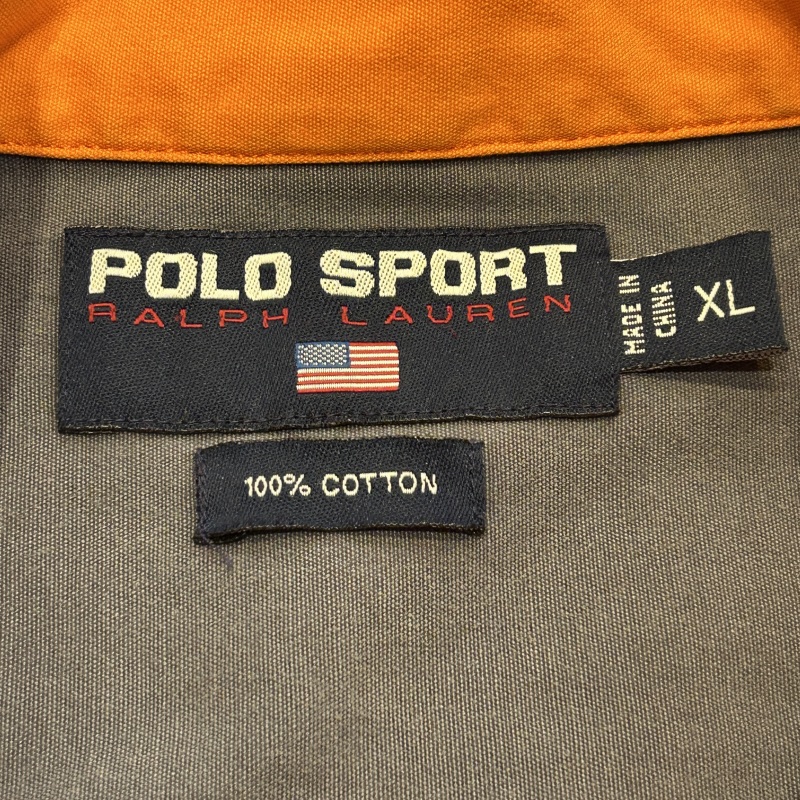 POLO SPORT
RALPH LAUREN
MADE IN
CHINA
XL
100% COTTON